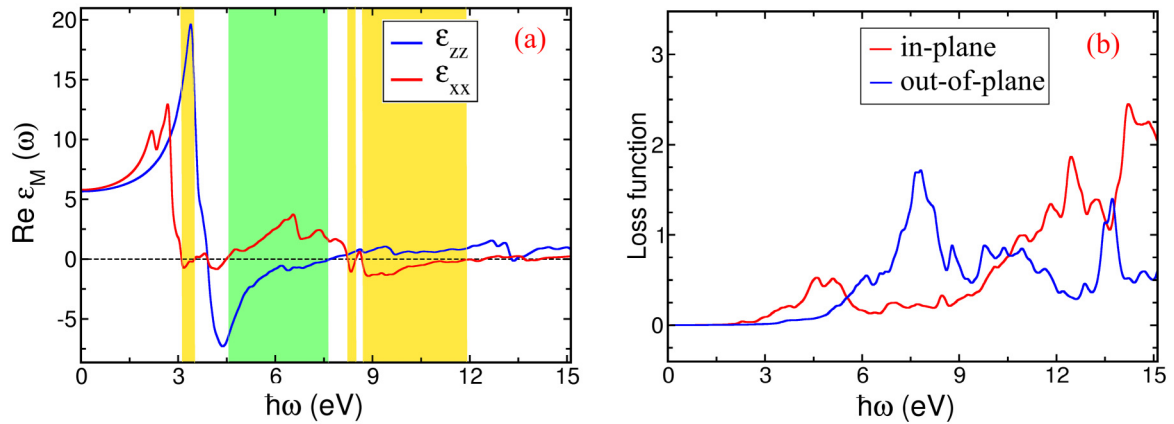 20
15
10
5
0
-5
Re ε_M (ω)
ε_zz
ε_xx
(a)
0 3 6 9 12 15
ħω (eV)
3
2
1
0
Loss function
in-plane
out-of-plane
(b)
0 3 6 9 12 15
ħω (eV)